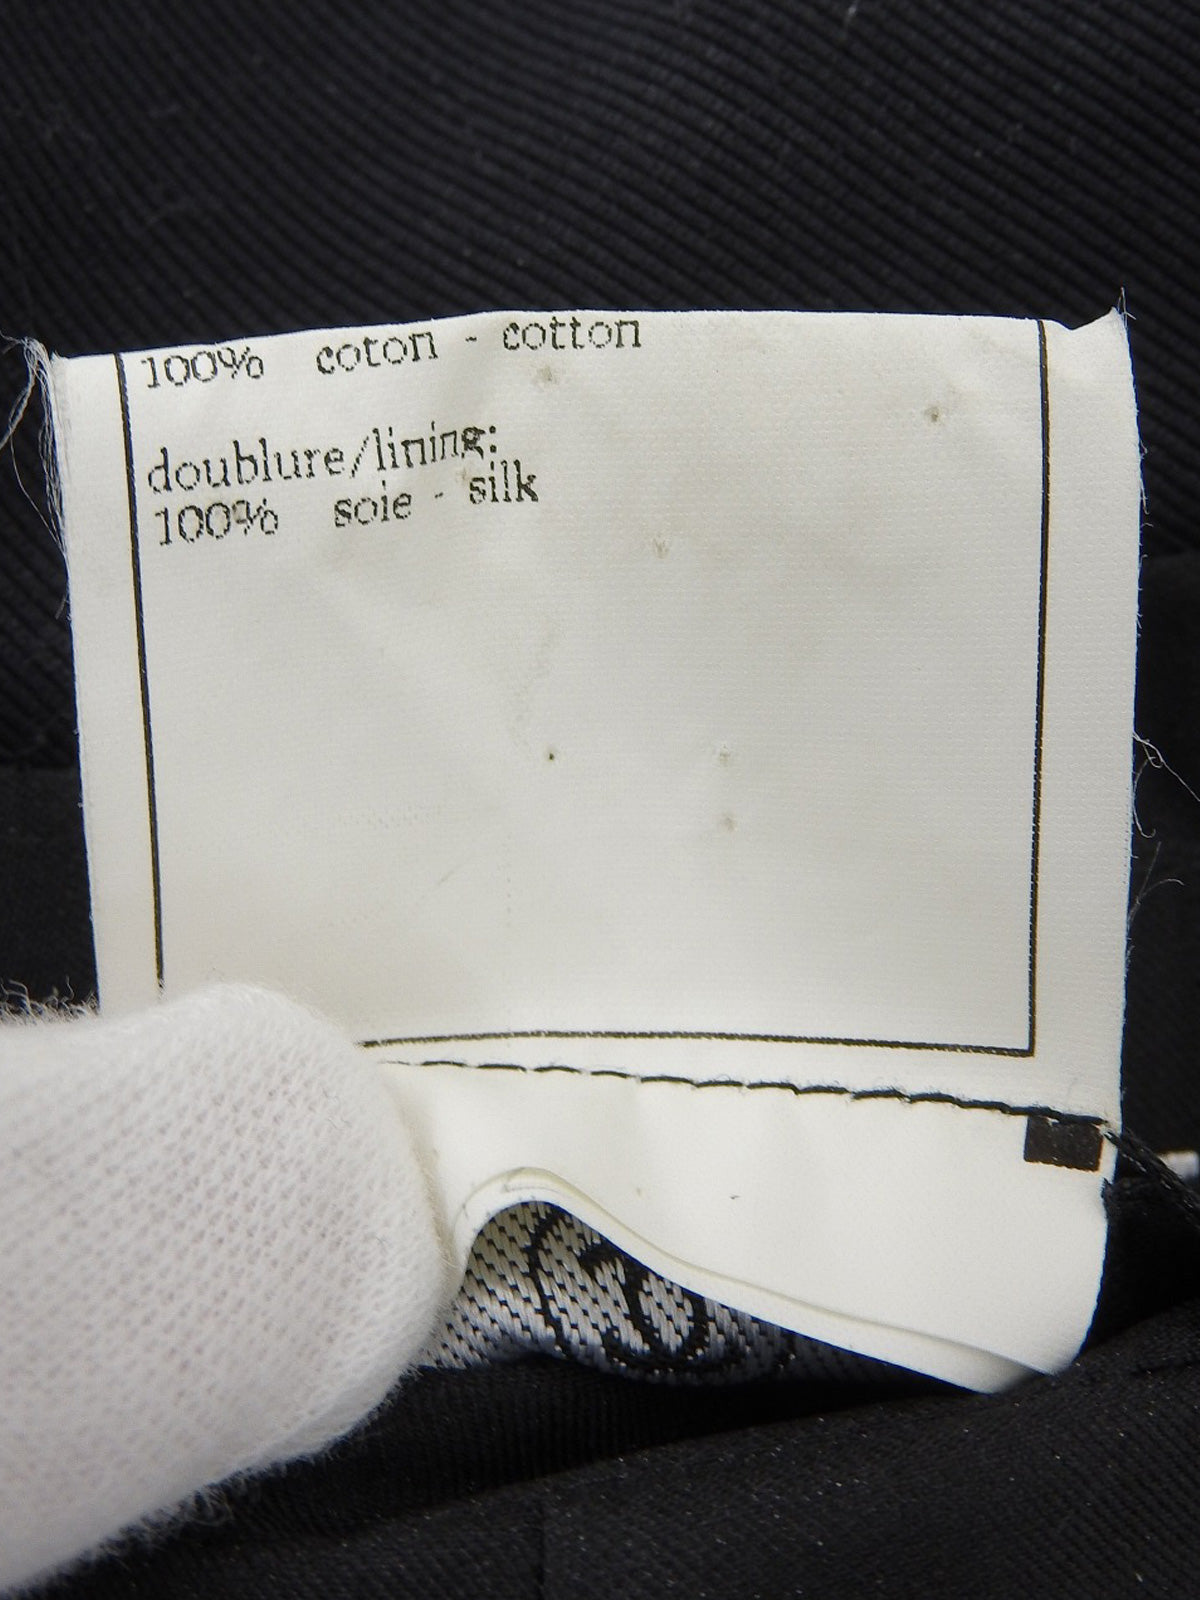 100% coton - cotton
doublure/lining:
100% soie - silk